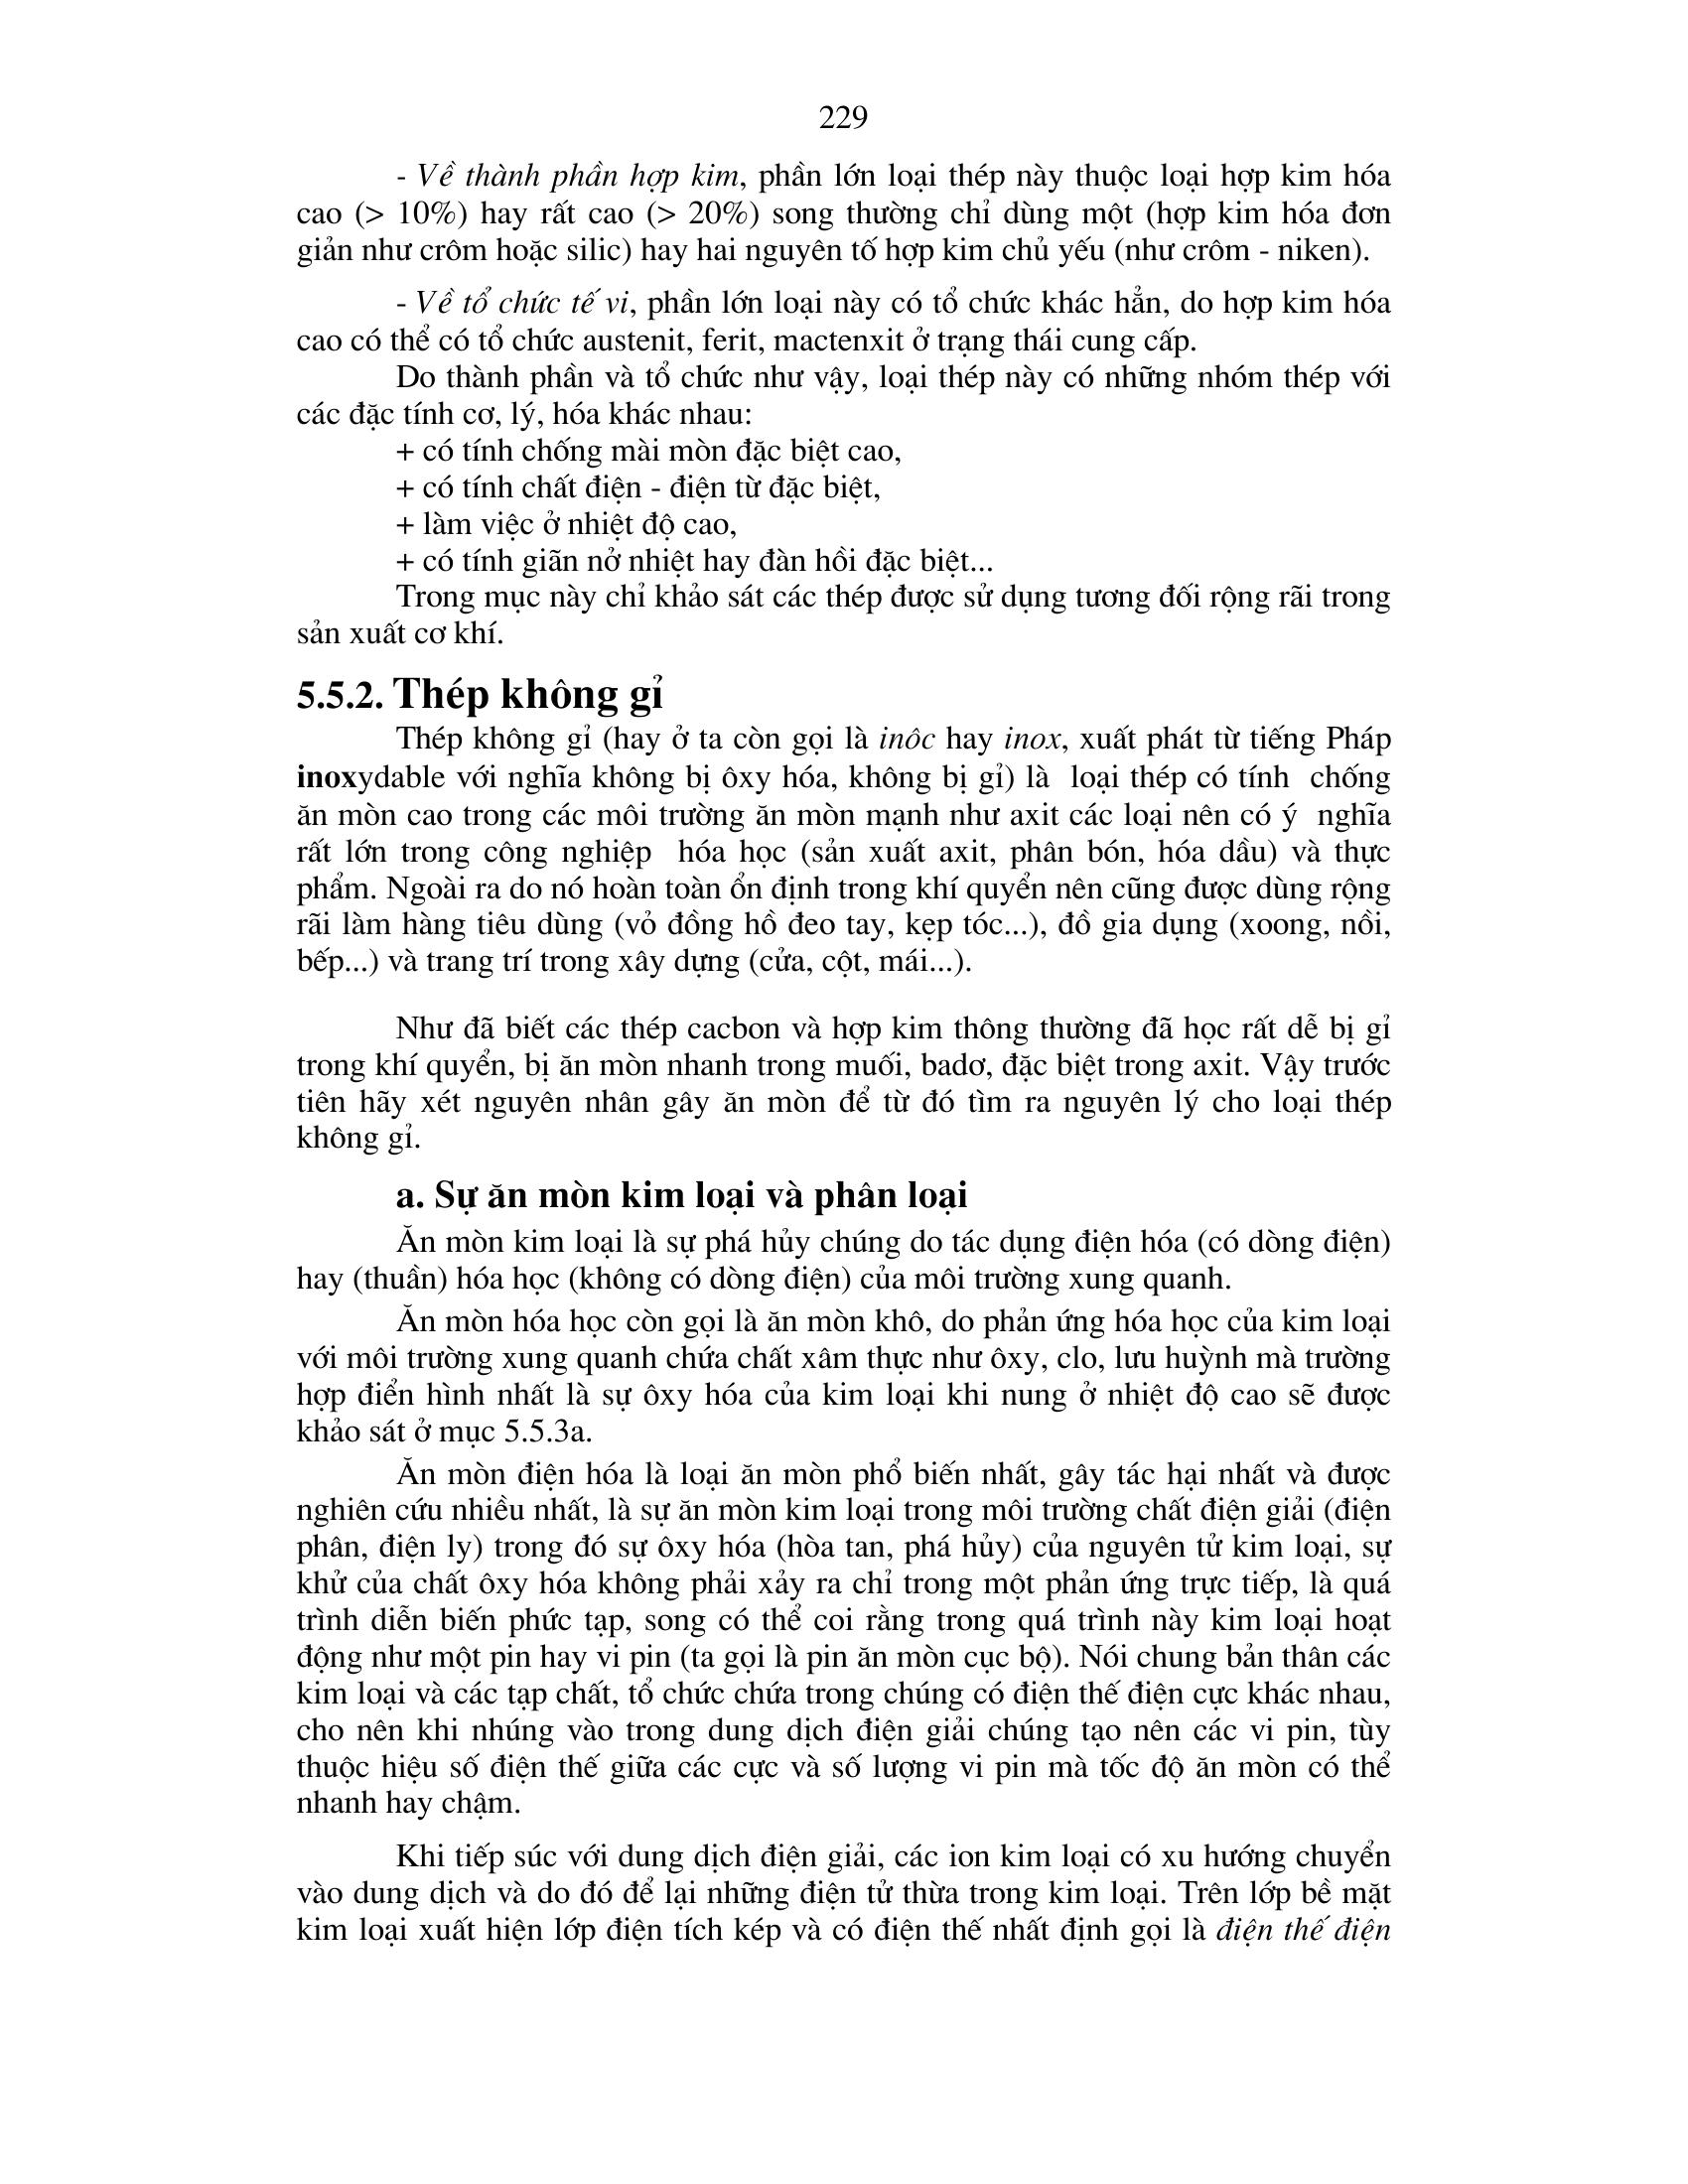 229
- Về thành phần hợp kim, phần lớn loại thép này thuộc loại hợp kim hóa
cao (> 10%) hay rất cao (> 20%) song thường chỉ dùng một (hợp kim hóa đơn
giản như crôm hoặc silic) hay hai nguyên tố hợp kim chủ yếu (như crôm - niken).
- Về tổ chức tế vi, phần lớn loại này có tổ chức khác hẳn, do hợp kim hóa
cao có thể có tổ chức austenit, ferit, mactenxit ở trạng thái cung cấp.
Do thành phần và tổ chức như vậy, loại thép này có những nhóm thép với
các đặc tính cơ, lý, hóa khác nhau:
+ có tính chống mài mòn đặc biệt cao,
+ có tính chất điện - điện từ đặc biệt,
+ làm việc ở nhiệt độ cao,
+ có tính giãn nở nhiệt hay đàn hồi đặc biệt...
Trong mục này chỉ khảo sát các thép được sử dụng tương đối rộng rãi trong
sản xuất cơ khí.
5.5.2. Thép không gỉ
Thép không gỉ (hay ở ta còn gọi là inôc hay inox, xuất phát từ tiếng Pháp
inoxydable với nghĩa không bị ôxy hóa, không bị gỉ) là loại thép có tính chống
ăn mòn cao trong các môi trường ăn mòn mạnh như axit các loại nên có ý nghĩa
rất lớn trong công nghiệp hóa học (sản xuất axit, phân bón, hóa dầu) và thực
phẩm. Ngoài ra do nó hoàn toàn ổn định trong khí quyển nên cũng được dùng rộng
rãi làm hàng tiêu dùng (vỏ đồng hồ đeo tay, kẹp tóc...), đồ gia dụng (xoong, nồi,
bếp...) và trang trí trong xây dựng (cửa, cột, mái...).
Như đã biết các thép cacbon và hợp kim thông thường đã học rất dễ bị gỉ
trong khí quyển, bị ăn mòn nhanh trong muối, badơ, đặc biệt trong axit. Vậy trước
tiên hãy xét nguyên nhân gây ăn mòn để từ đó tìm ra nguyên lý cho loại thép
không gỉ.
a. Sự ăn mòn kim loại và phân loại
Ăn mòn kim loại là sự phá hủy chúng do tác dụng điện hóa (có dòng điện)
hay (thuần) hóa học (không có dòng điện) của môi trường xung quanh.
Ăn mòn hóa học còn gọi là ăn mòn khô, do phản ứng hóa học của kim loại
với môi trường xung quanh chứa chất xâm thực như ôxy, clo, lưu huỳnh mà trường
hợp điển hình nhất là sự ôxy hóa của kim loại khi nung ở nhiệt độ cao sẽ được
khảo sát ở mục 5.5.3a.
Ăn mòn điện hóa là loại ăn mòn phổ biến nhất, gây tác hại nhất và được
nghiên cứu nhiều nhất, là sự ăn mòn kim loại trong môi trường chất điện giải (điện
phân, điện ly) trong đó sự ôxy hóa (hòa tan, phá hủy) của nguyên tử kim loại, sự
khử của chất ôxy hóa không phải xảy ra chỉ trong một phản ứng trực tiếp, là quá
trình diễn biến phức tạp, song có thể coi rằng trong quá trình này kim loại hoạt
động như một pin hay vi pin (ta gọi là pin ăn mòn cục bộ). Nói chung bản thân các
kim loại và các tạp chất, tổ chức chứa trong chúng có điện thế điện cực khác nhau,
cho nên khi nhúng vào trong dung dịch điện giải chúng tạo nên các vi pin, tùy
thuộc hiệu số điện thế giữa các cực và số lượng vi pin mà tốc độ ăn mòn có thể
nhanh hay chậm.
Khi tiếp súc với dung dịch điện giải, các ion kim loại có xu hướng chuyển
vào dung dịch và do đó để lại những điện tử thừa trong kim loại. Trên lớp bề mặt
kim loại xuất hiện lớp điện tích kép và có điện thế nhất định gọi là điện thế điện